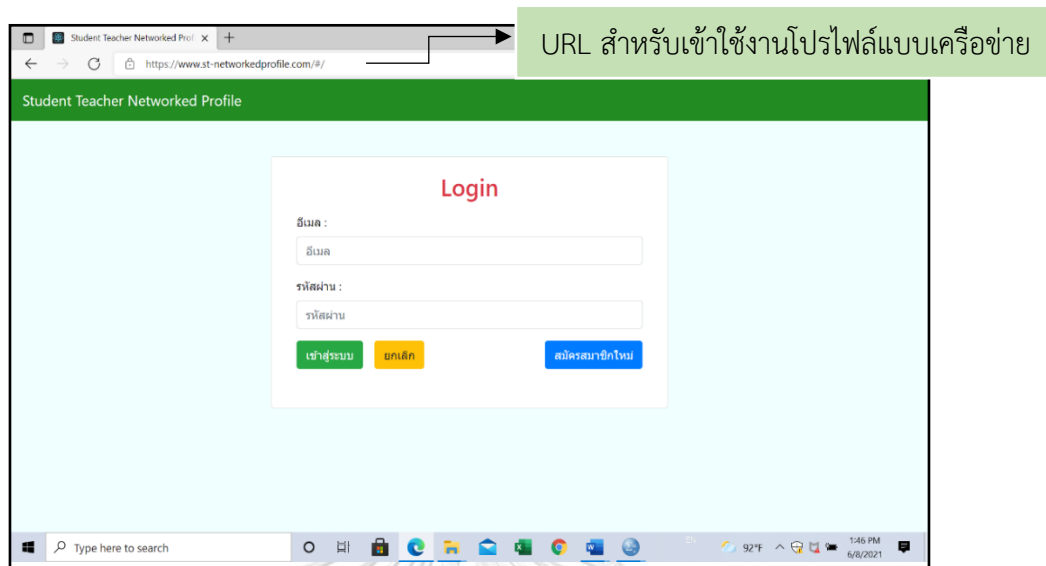 Student Teacher Networked Prof
URL สำหรับเข้าใช้งานโปรไฟล์แบบเครือข่าย
https://www.st-networkedprofile.com/#/
Student Teacher Networked Profile
Login
อีเมล :
อีเมล
รหัสผ่าน :
รหัสผ่าน
เข้าสู่ระบบ ยกเลิก สมัครสมาชิกใหม่
Type here to search 92°F 1:46 PM
6/8/2021